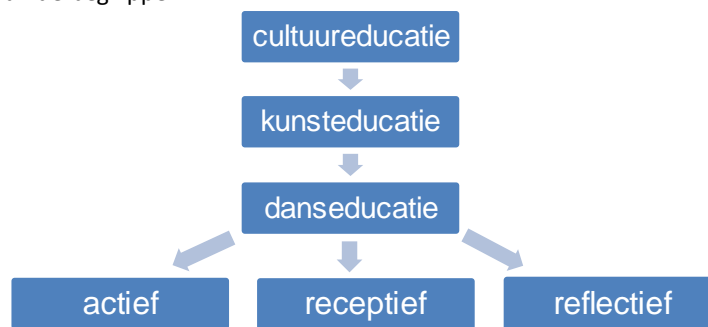 cultuureducatie
kunsteducatie
danseducatie
actief receptief reflectief